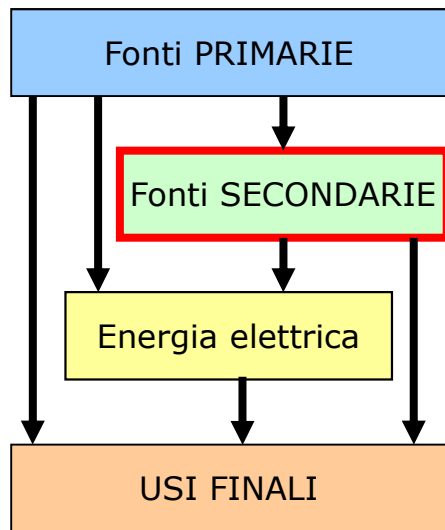 Fonti PRIMARIE
Fonti SECONDARIE
Energia elettrica
USI FINALI